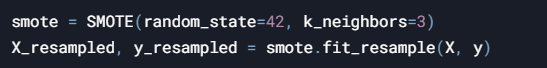 smote = SMOTE(random_state=42, k_neighbors=3)
X_resampled, y_resampled = smote.fit_resample(X, y)